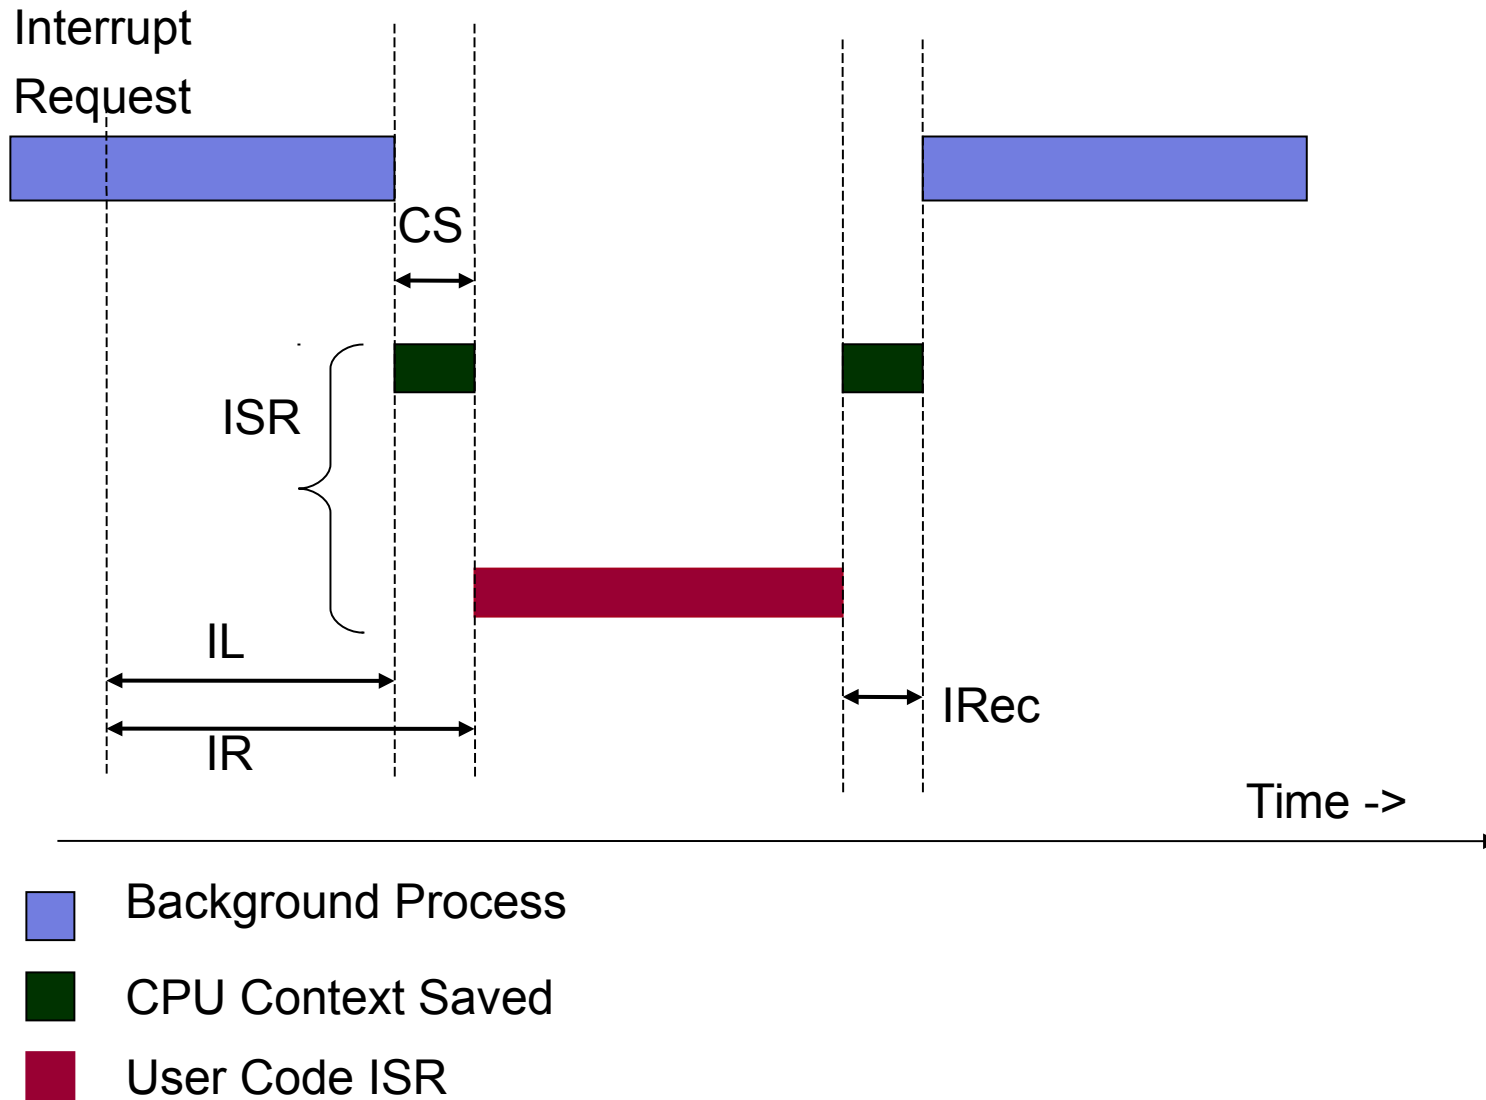 Interrupt
Request
CS
ISR
IL
IR
IRec
Time ->
Background Process
CPU Context Saved
User Code ISR